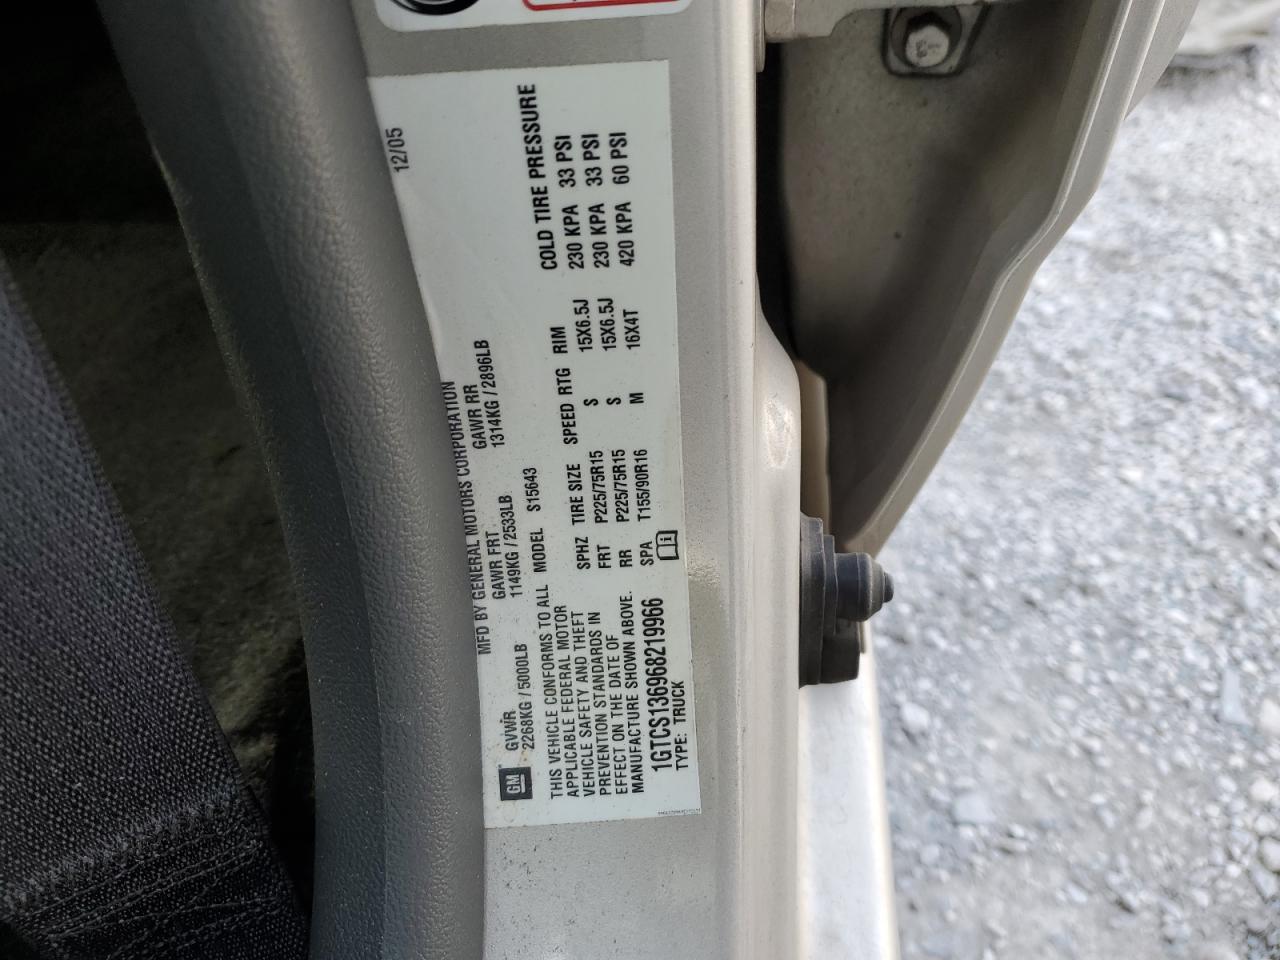 12/05
MFD BY GENERAL MOTORS CORPORATION
GM
GVWR GAWR FRT GAWR RR
2268KG / 5000LB 1149KG / 2533LB 1314KG / 2896LB
THIS VEHICLE CONFORMS TO ALL
APPLICABLE FEDERAL MOTOR
VEHICLE SAFETY AND THEFT
PREVENTION STANDARDS IN
EFFECT ON THE DATE OF
MANUFACTURE SHOWN ABOVE.
1GTCS136968219966
TYPE: TRUCK
MODEL S15643
COLD TIRE PRESSURE
SPHZ TIRE SIZE SPEED RTG RIM
FRT P225/75R15 S 15X6.5J 230 KPA 33 PSI
RR P225/75R15 S 15X6.5J 230 KPA 33 PSI
SPA T155/90R16 M 16X4T 420 KPA 60 PSI